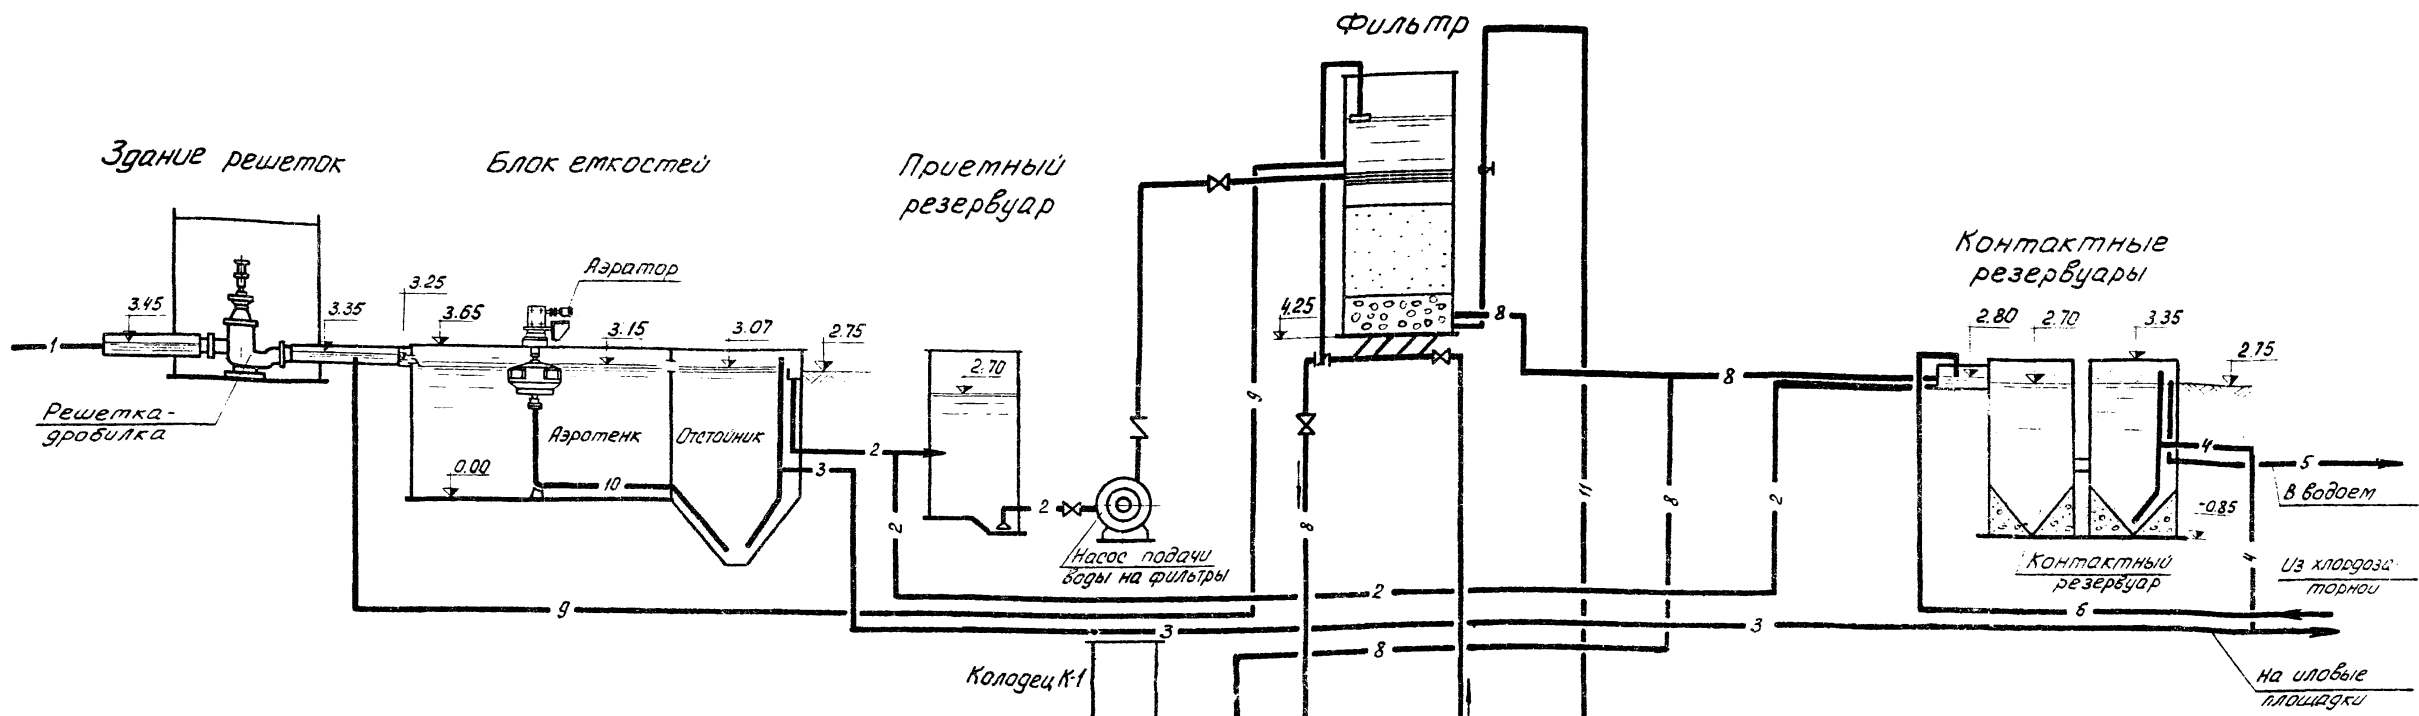 Фильтр
Здание решеток
Блок емкостей
Приемный
резервуар
Контактные
резервуары
Аэратор
3.45
3.35
3.25
3.65
3.15
3.07
2.75
2.70
4.25
2.80
2.70
3.35
2.75
1
Решетка-
дробилка
Аэротенк
Отстойник
0.00
10
2
3
2
2
9
8
8
8
8
11
2
4
5
В водоем
-0.85
Насос подачи
воды на фильтры
Контактный
резервуар
4
Из хлордоза-
торной
9
2
6
3
3
8
Колодец К-1
На иловые
площадки